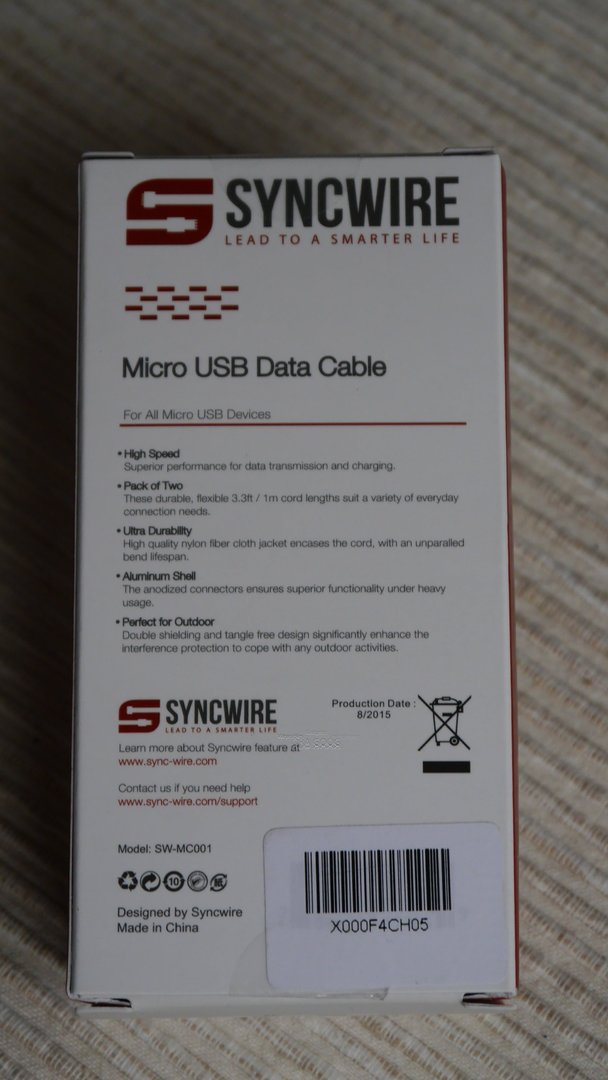 SYNCWIRE
LEAD TO A SMARTER LIFE
Micro USB Data Cable
For All Micro USB Devices
• High Speed
Superior performance for data transmission and charging.
• Pack of Two
These durable, flexible 3.3ft / 1m cord lengths suit a variety of everyday
connection needs.
• Ultra Durability
High quality nylon fiber cloth jacket encases the cord, with an unparalled
bend lifespan.
• Aluminum Shell
The anodized connectors ensures superior functionality under heavy
usage.
• Perfect for Outdoor
Double shielding and tangle free design significantly enhance the
interference protection to cope with any outdoor activities.
SYNCWIRE
LEAD TO A SMARTER LIFE
Production Date :
8/2015
Learn more about Syncwire feature at
www.sync-wire.com
Contact us if you need help
www.sync-wire.com/support
Model: SW-MC001
10
Designed by Syncwire
Made in China
X000F4CH05